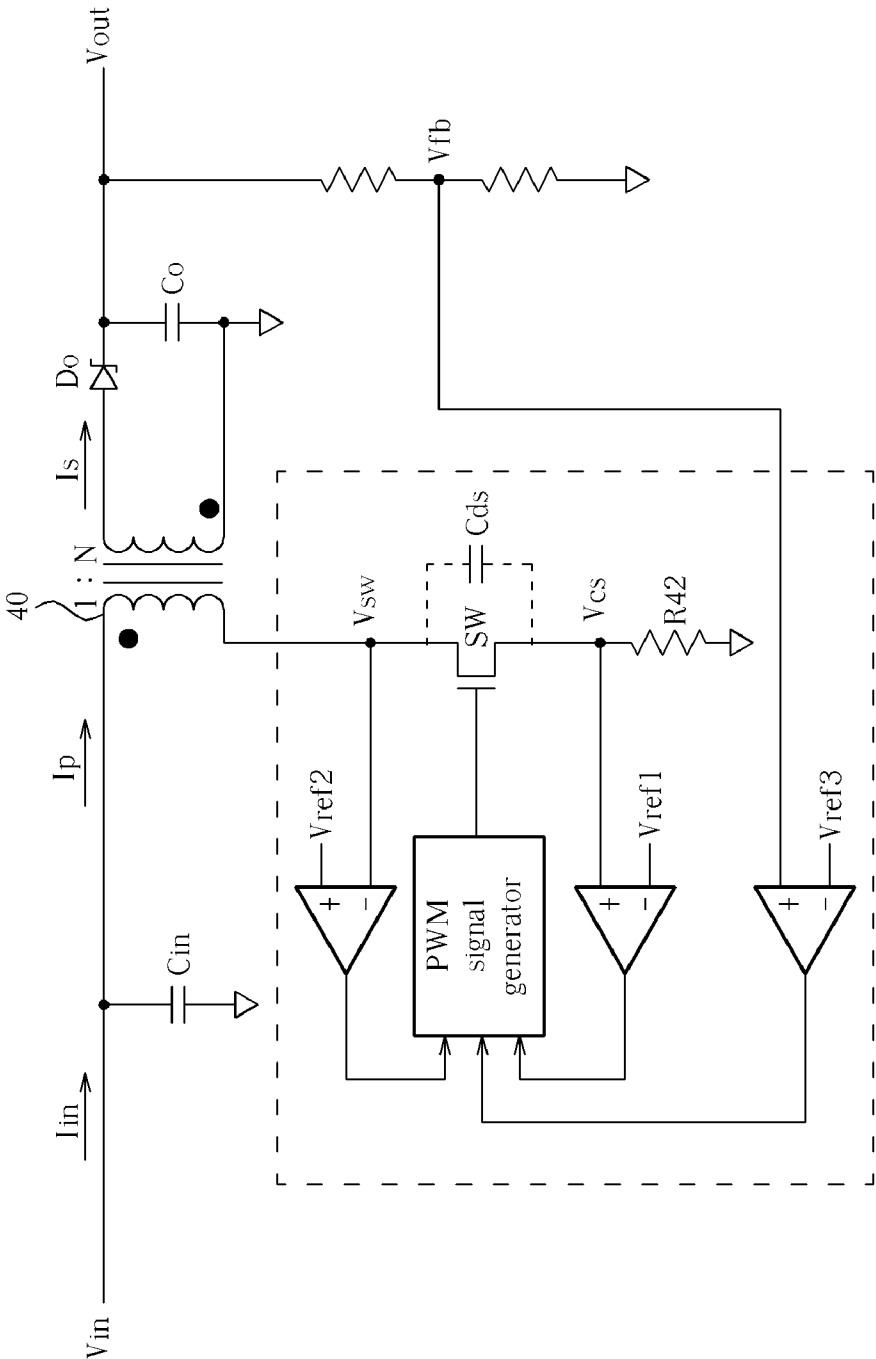 Vin
Iin
Cin
Ip
40
1 : N
Is
Do
Co
Vout
Vfb
Vsw
SW
Cds
Vcs
R42
Vref2
+
-
PWM
signal
generator
Vref1
+
-
Vref3
+
-